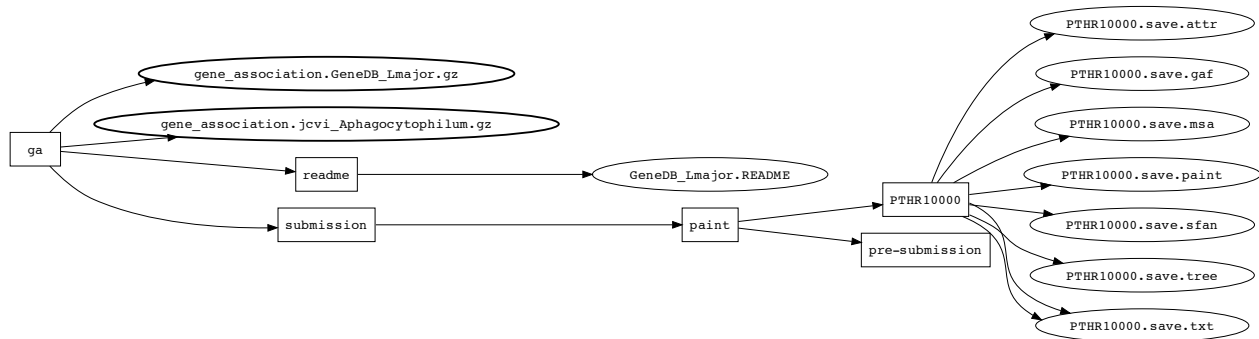 PTHR10000.save.attr
gene_association.GeneDB_Lmajor.gz
PTHR10000.save.gaf
gene_association.jcvi_Aphagocytophilum.gz
PTHR10000.save.msa
ga
readme
GeneDB_Lmajor.README
PTHR10000.save.paint
submission
paint
PTHR10000
PTHR10000.save.sfan
pre-submission
PTHR10000.save.tree
PTHR10000.save.txt